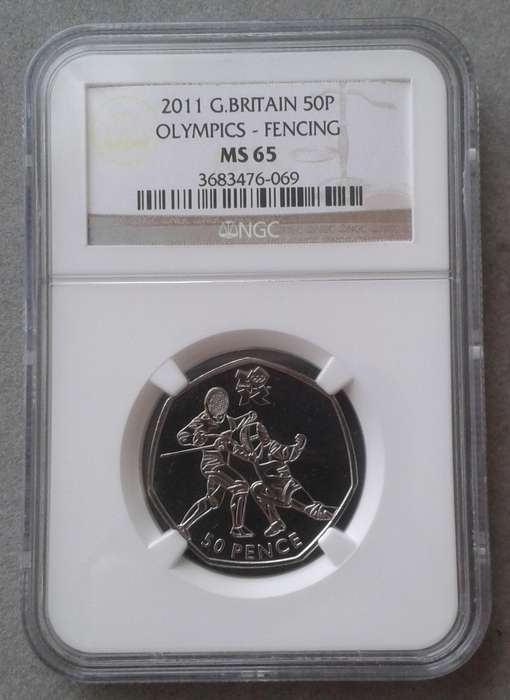 2011 G.BRITAIN 50P
OLYMPICS - FENCING
MS 65
3683476-069
NGC
50 PENCE